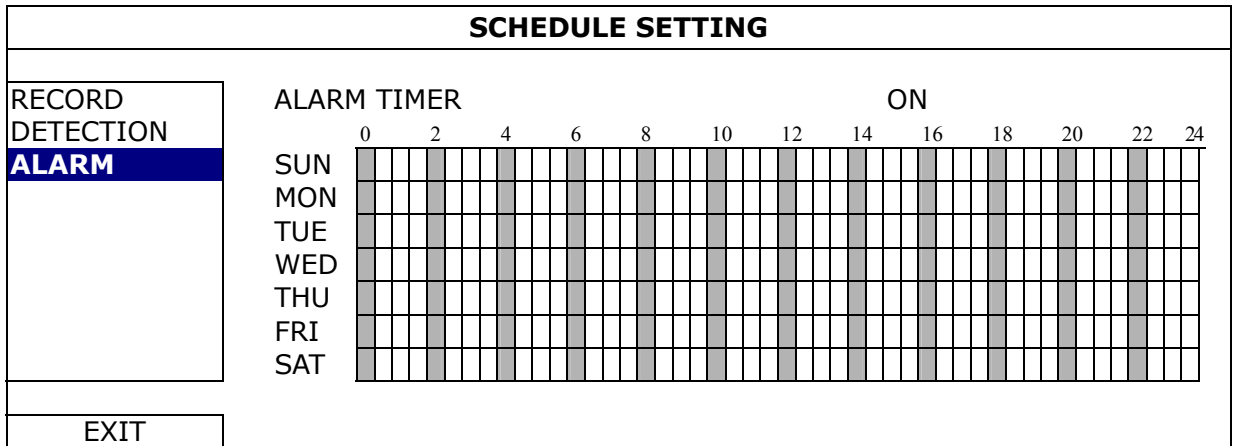 SCHEDULE SETTING
RECORD
DETECTION
ALARM
ALARM TIMER ON
0 2 4 6 8 10 12 14 16 18 20 22 24
SUN
MON
TUE
WED
THU
FRI
SAT
EXIT